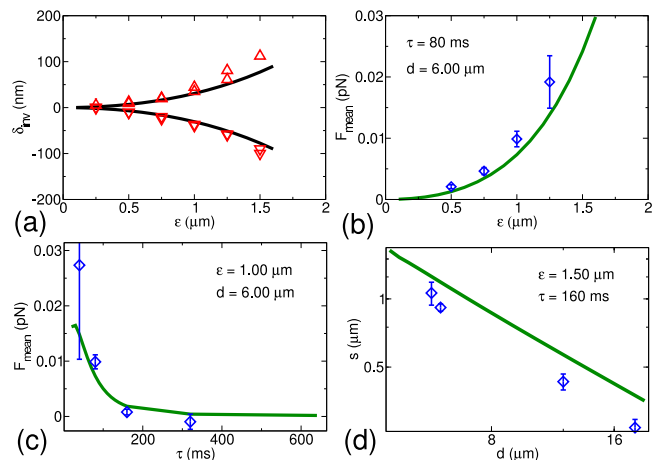 200
100
0
-100
-200
δinv (nm)
0 0.5 1 1.5 2
ε (μm)
(a)
0.03
0.02
0.01
0
Fmean (pN)
τ = 80 ms
d = 6.00 μm
0 0.5 1 1.5 2
ε (μm)
(b)
0.03
0.02
0.01
0
Fmean (pN)
ε = 1.00 μm
d = 6.00 μm
200 400 600
τ (ms)
(c)
1
0.5
s (μm)
ε = 1.50 μm
τ = 160 ms
8 16
d (μm)
(d)